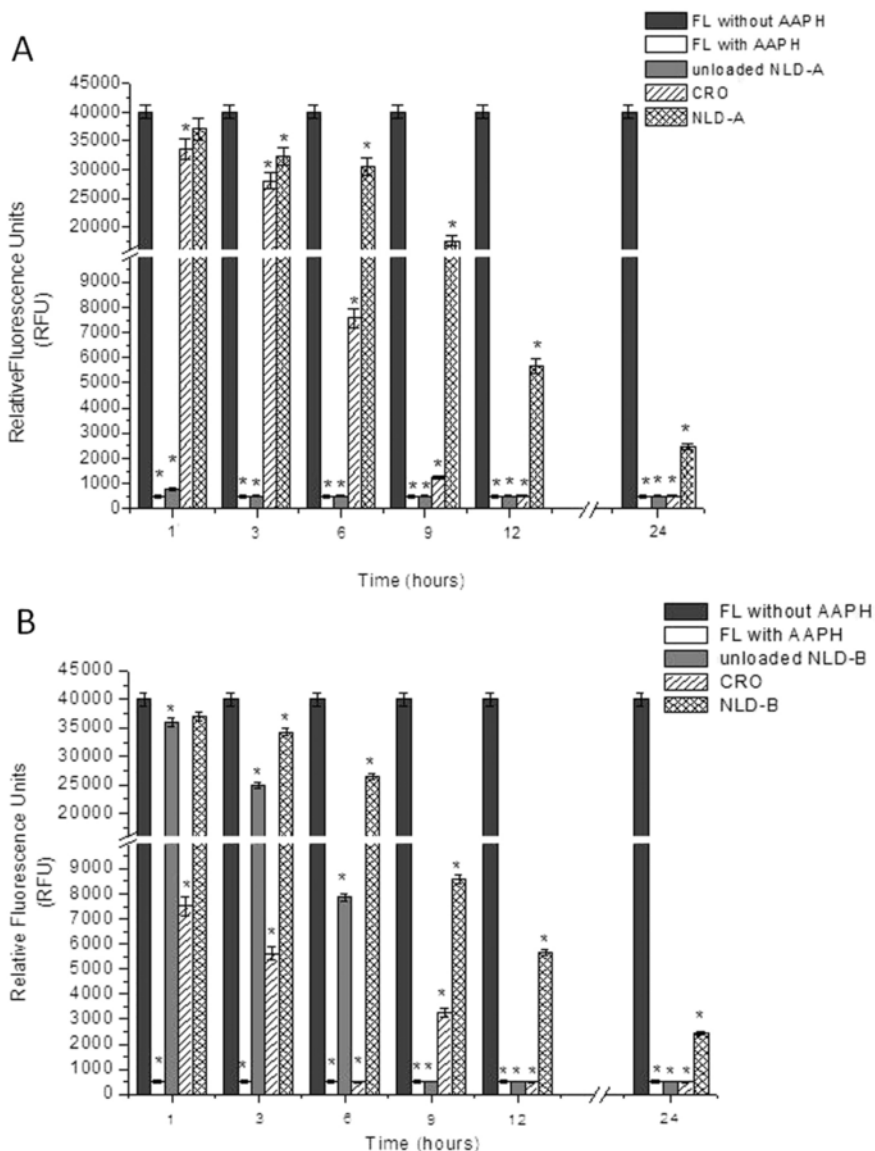 A
FL without AAPH
FL with AAPH
unloaded NLD-A
CRO
NLD-A
45000
40000
35000
30000
25000
20000
9000
8000
7000
6000
5000
4000
3000
2000
1000
0
RelativeFluorescence Units
(RFU)
* * * * * * * * * * * * * * * * * * * * *
1 3 6 9 12 24
Time (hours)
B
FL without AAPH
FL with AAPH
unloaded NLD-B
CRO
NLD-B
45000
40000
35000
30000
25000
20000
9000
8000
7000
6000
5000
4000
3000
2000
1000
0
Relative Fluorescence Units
(RFU)
* * * * * * * * * * * * * * * * * * * * * * *
1 3 6 9 12 24
Time (hours)